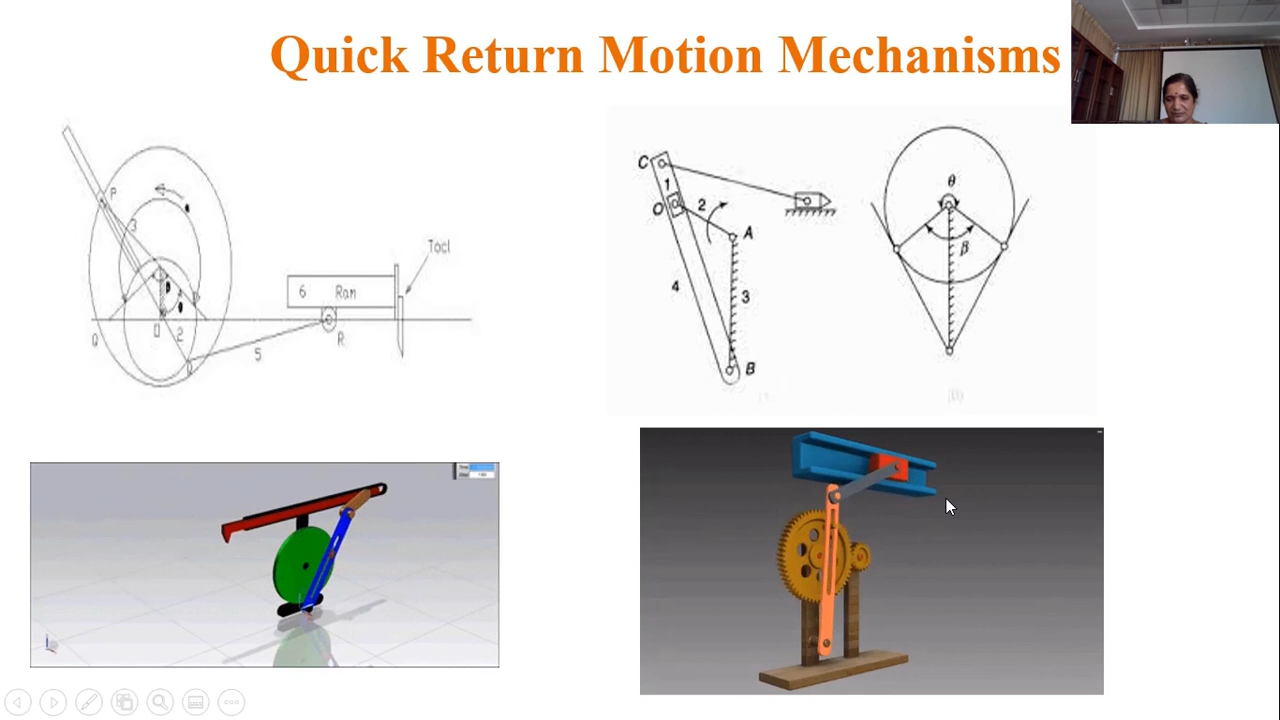 Quick Return Motion Mechanisms
P
3
Q
2
5
6 Ram
R
Tool
C
1
O
2
A
4
3
B
θ
β